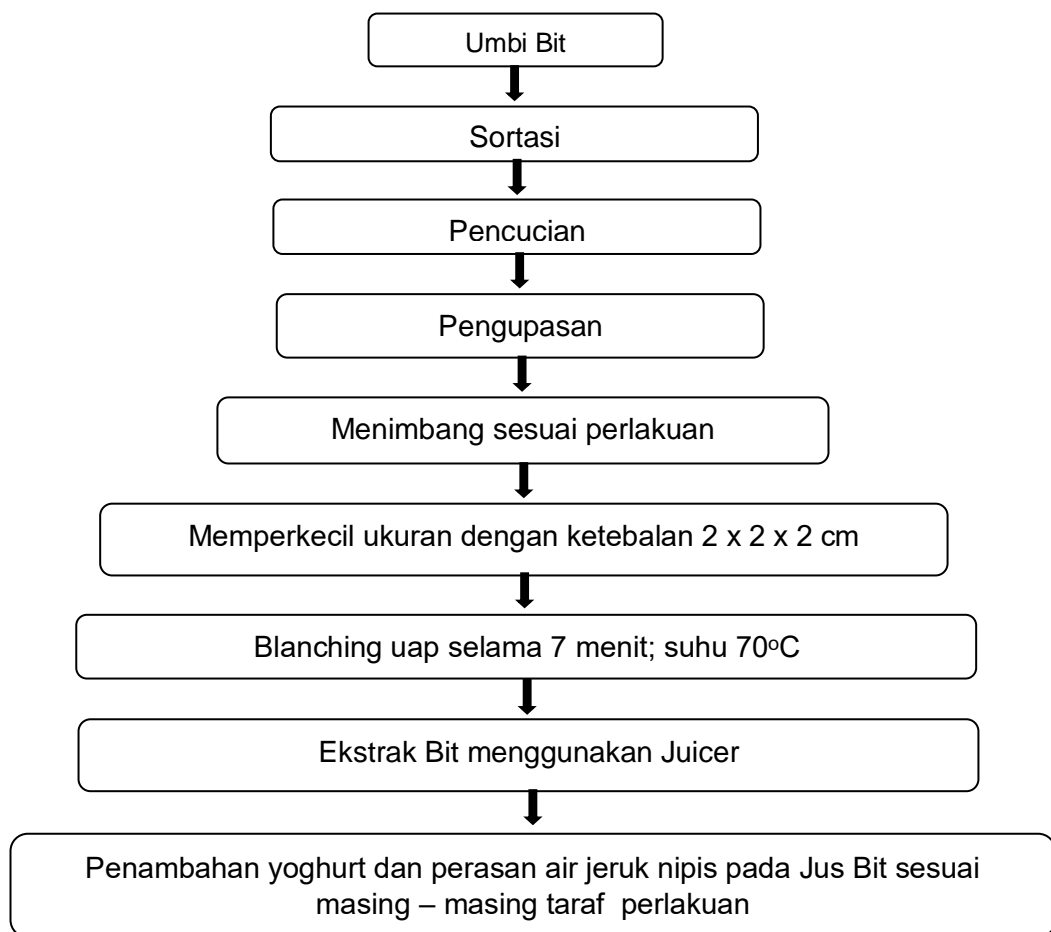 Umbi Bit
Sortasi
Pencucian
Pengupasan
Menimbang sesuai perlakuan
Memperkecil ukuran dengan ketebalan 2 x 2 x 2 cm
Blanching uap selama 7 menit; suhu 70ºC
Ekstrak Bit menggunakan Juicer
Penambahan yoghurt dan perasan air jeruk nipis pada Jus Bit sesuai
masing – masing taraf perlakuan